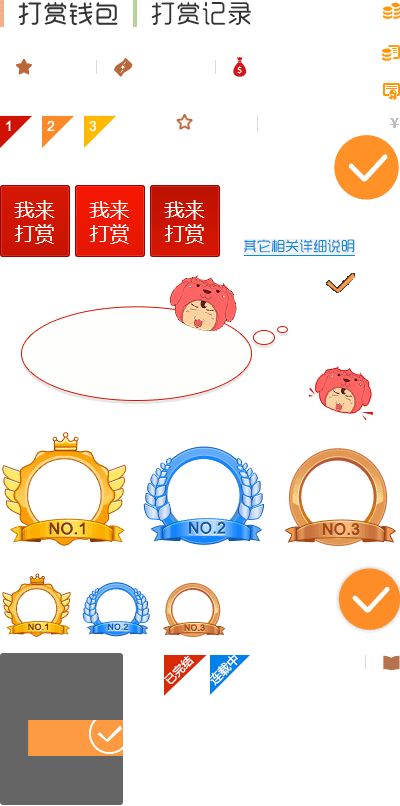 打赏钱包 打赏记录
¥
$
1 2 3
我来 我来 我来
打赏 打赏 打赏
其它相关详细说明
NO.1 NO.2 NO.3
NO.1 NO.2 NO.3
已完结 连载中